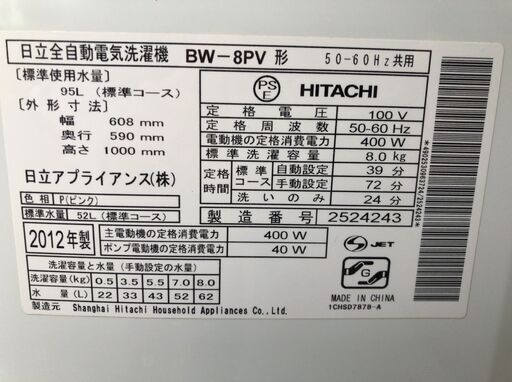 日立全自動電気洗濯機 BW-8PV 形 50-60Hz共用
[標準使用水量]
95L (標準コース)
[外形寸法]
幅 608 mm
奥行 590 mm
高さ 1000 mm
日立アプライアンス(株)
色相 P(ピンク)
標準水量 52L (標準コース)
PS E HITACHI
定格電圧 100 V
定格周波数 50-60 Hz
電動機の定格消費電力 400 W
標準洗濯容量 8.0 kg
定格時間 標準コース 自動設定 39 分
手動設定 72 分
洗いのみ 24 分
製造番号 2524243
2012年製
主電動機の定格消費電力 400 W
ポンプ電動機の定格消費電力 40 W
洗濯容量と水量 (手動設定の水量)
洗濯容量(kg) 0.5 3.5 5.5 7.0 8.0
水量(L) 22 33 43 52 62
製造元 Shanghai Hitachi Household Appliances Co.,Ltd.
S JET
G
MADE IN CHINA
1CHSD7878-A